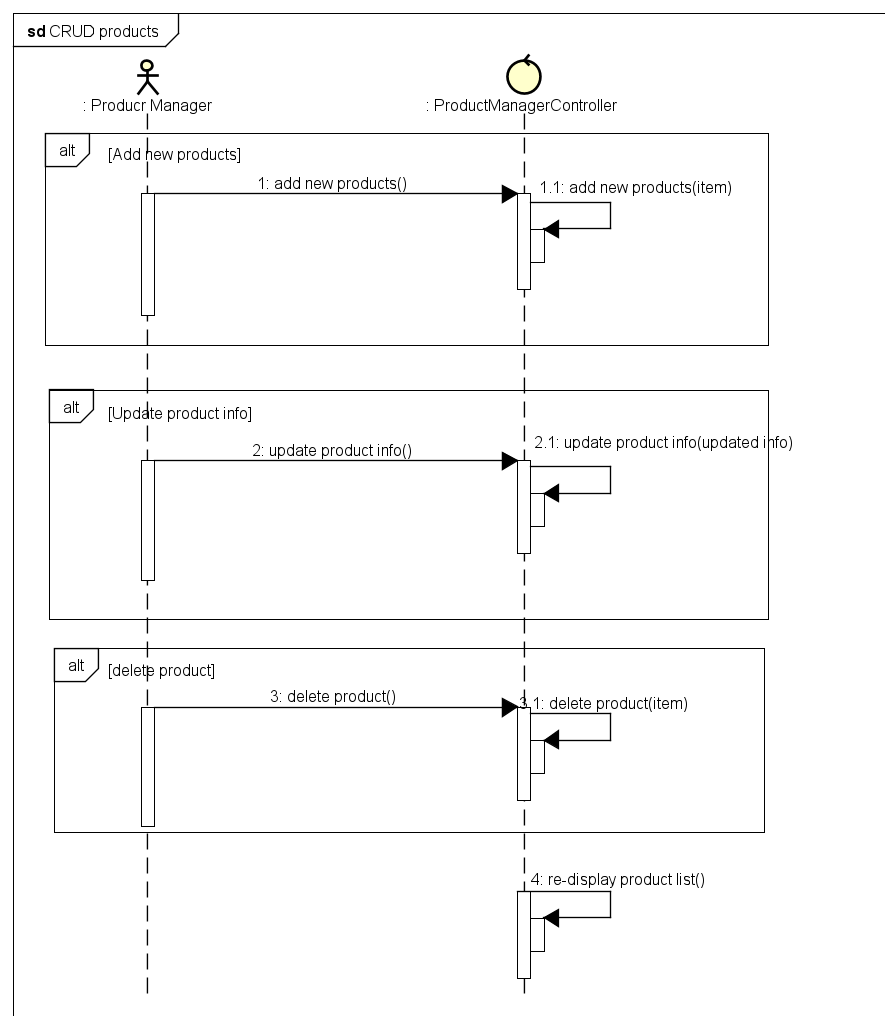 sd CRUD products
: Producr Manager
: ProductManagerController
alt
[Add new products]
1: add new products()
1.1: add new products(item)
alt
[Update product info]
2: update product info()
2.1: update product info(updated info)
alt
[delete product]
3: delete product()
3.1: delete product(item)
4: re-display product list()